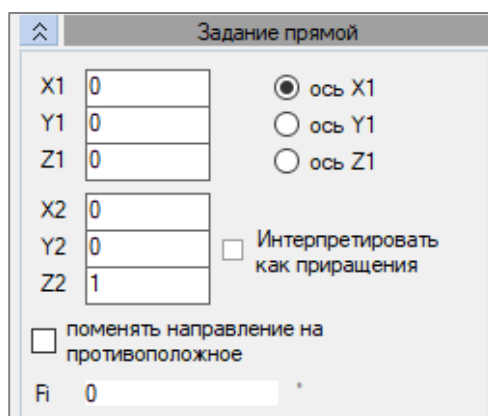 Задание прямой
X1 0 ось X1
Y1 0 ось Y1
Z1 0 ось Z1
X2 0
Y2 0 Интерпретировать
Z2 1 как приращения
поменять направление на
противоположное
Fi 0 °